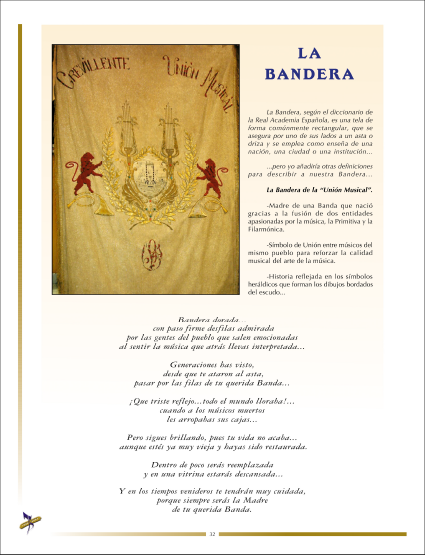 CREVILLENTE
UNIÓN MUSICAL
LA
BANDERA
La Bandera, según el diccionario de
la Real Academia Española, es una tela de
forma comúnmente rectangular, que se
asegura por uno de sus lados a un asta o
driza y se emplea como enseña de una
nación, una ciudad o una institución...
...pero yo añadiría otras definiciones
para describir a nuestra Bandera...
La Bandera de la "Unión Musical".
-Madre de una Banda que nació
gracias a la fusión de dos entidades
apasionadas por la música, la Primitiva y la
Filarmónica.
-Símbolo de Unión entre músicos del
mismo pueblo para reforzar la calidad
musical del arte de la música.
-Historia reflejada en los símbolos
heráldicos que forman los dibujos bordados
del escudo...
Bandera dorada...
con paso firme desfilas admirada
por las gentes del pueblo que salen emocionadas
al sentir la música que atrás llevas interpretada...
Generaciones has visto,
desde que te ataron al asta,
pasar por las filas de tu querida Banda...
¡Que triste reflejo...todo el mundo lloraba!...
cuando a los músicos muertos
les arropabas sus cajas...
Pero sigues brillando, pues tu vida no acaba...
aunque estés ya muy vieja y hayas sido restaurada.
Dentro de poco serás reemplazada
y en una vitrina estarás descansada...
Y en los tiempos venideros te tendrán muy cuidada,
porque siempre serás la Madre
de tu querida Banda.
32